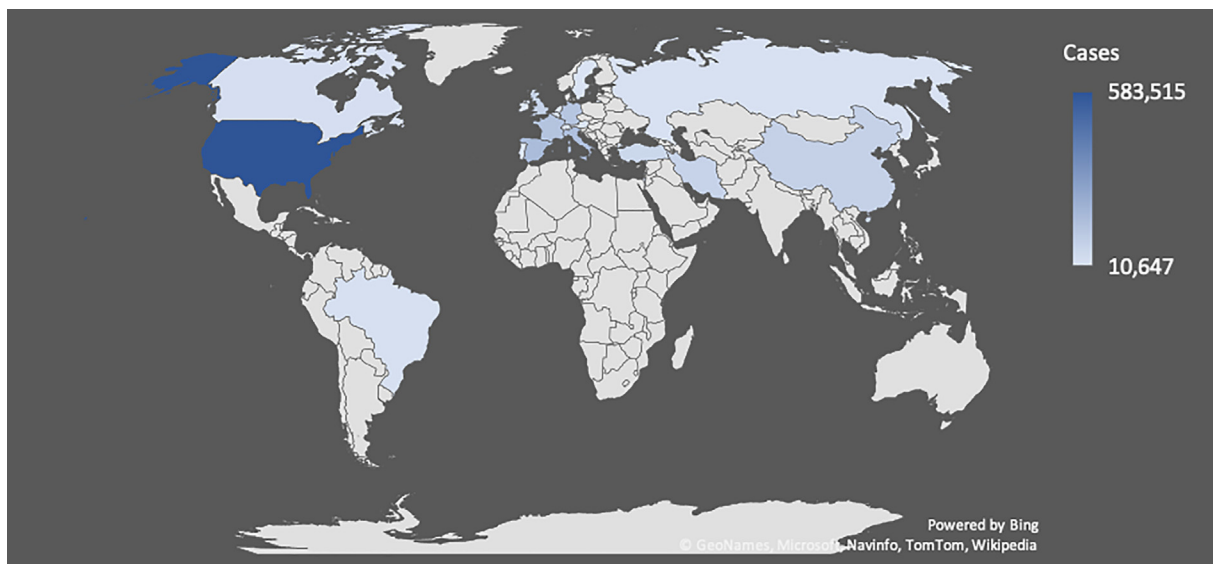 Cases
583,515
10,647
Powered by Bing
© GeoNames, Microsoft, Navinfo, TomTom, Wikipedia